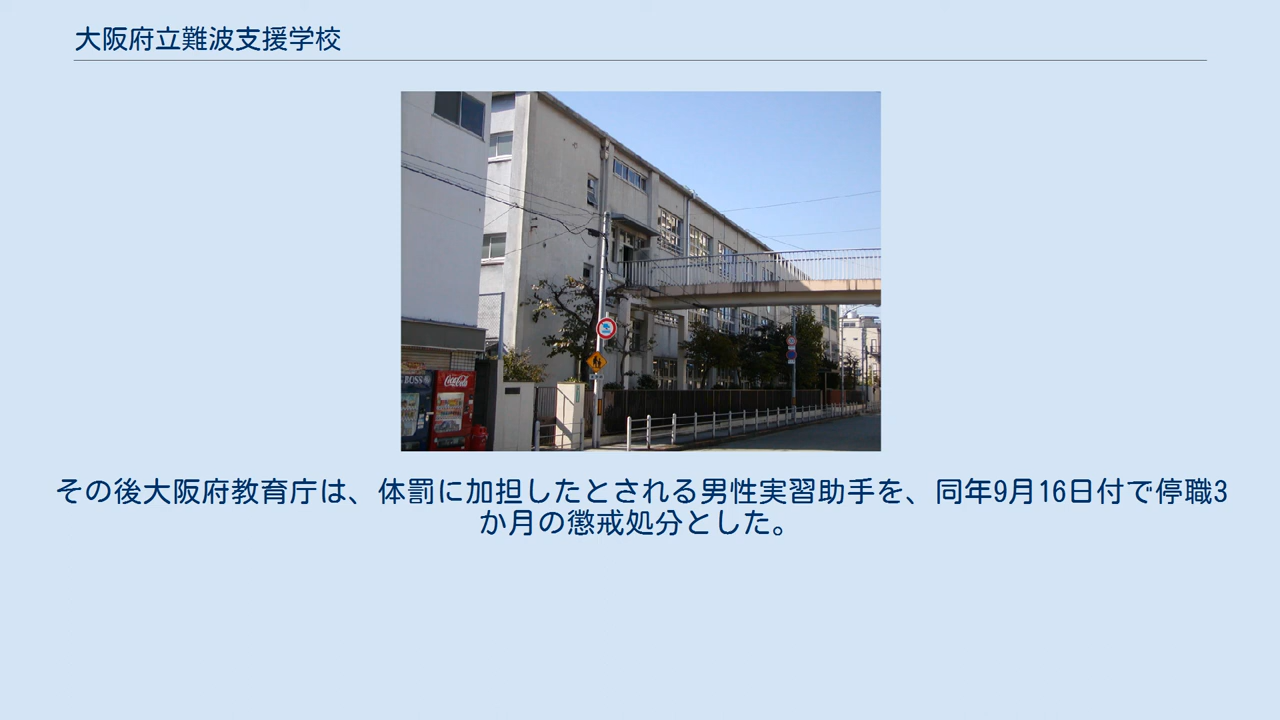 大阪府立難波支援学校
BOSS
Coca-Cola
その後大阪府教育庁は、体罰に加担したとされる男性実習助手を、同年9月16日付で停職3
か月の懲戒処分とした。